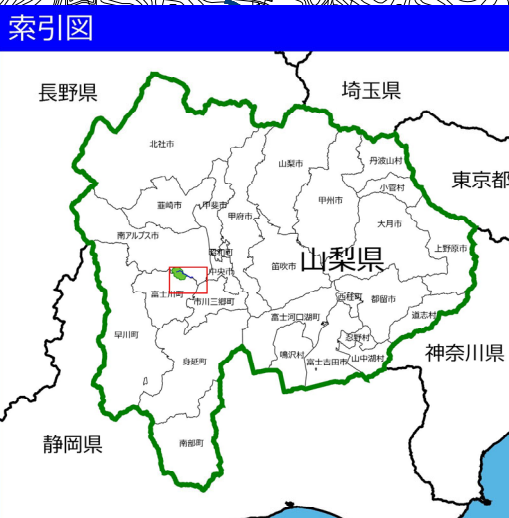 索引図
長野県
埼玉県
北杜市
山梨市
丹波山村
小菅村
東京都
韮崎市
甲斐市
甲州市
甲府市
大月市
南アルプス市
上野原市
昭和町
山梨県
笛吹市
中央市
富士川町
市川三郷町
西桂町
都留市
富士河口湖町
道志村
早川町
忍野村
身延町
鳴沢村
富士吉田市
山中湖村
神奈川県
静岡県
南部町